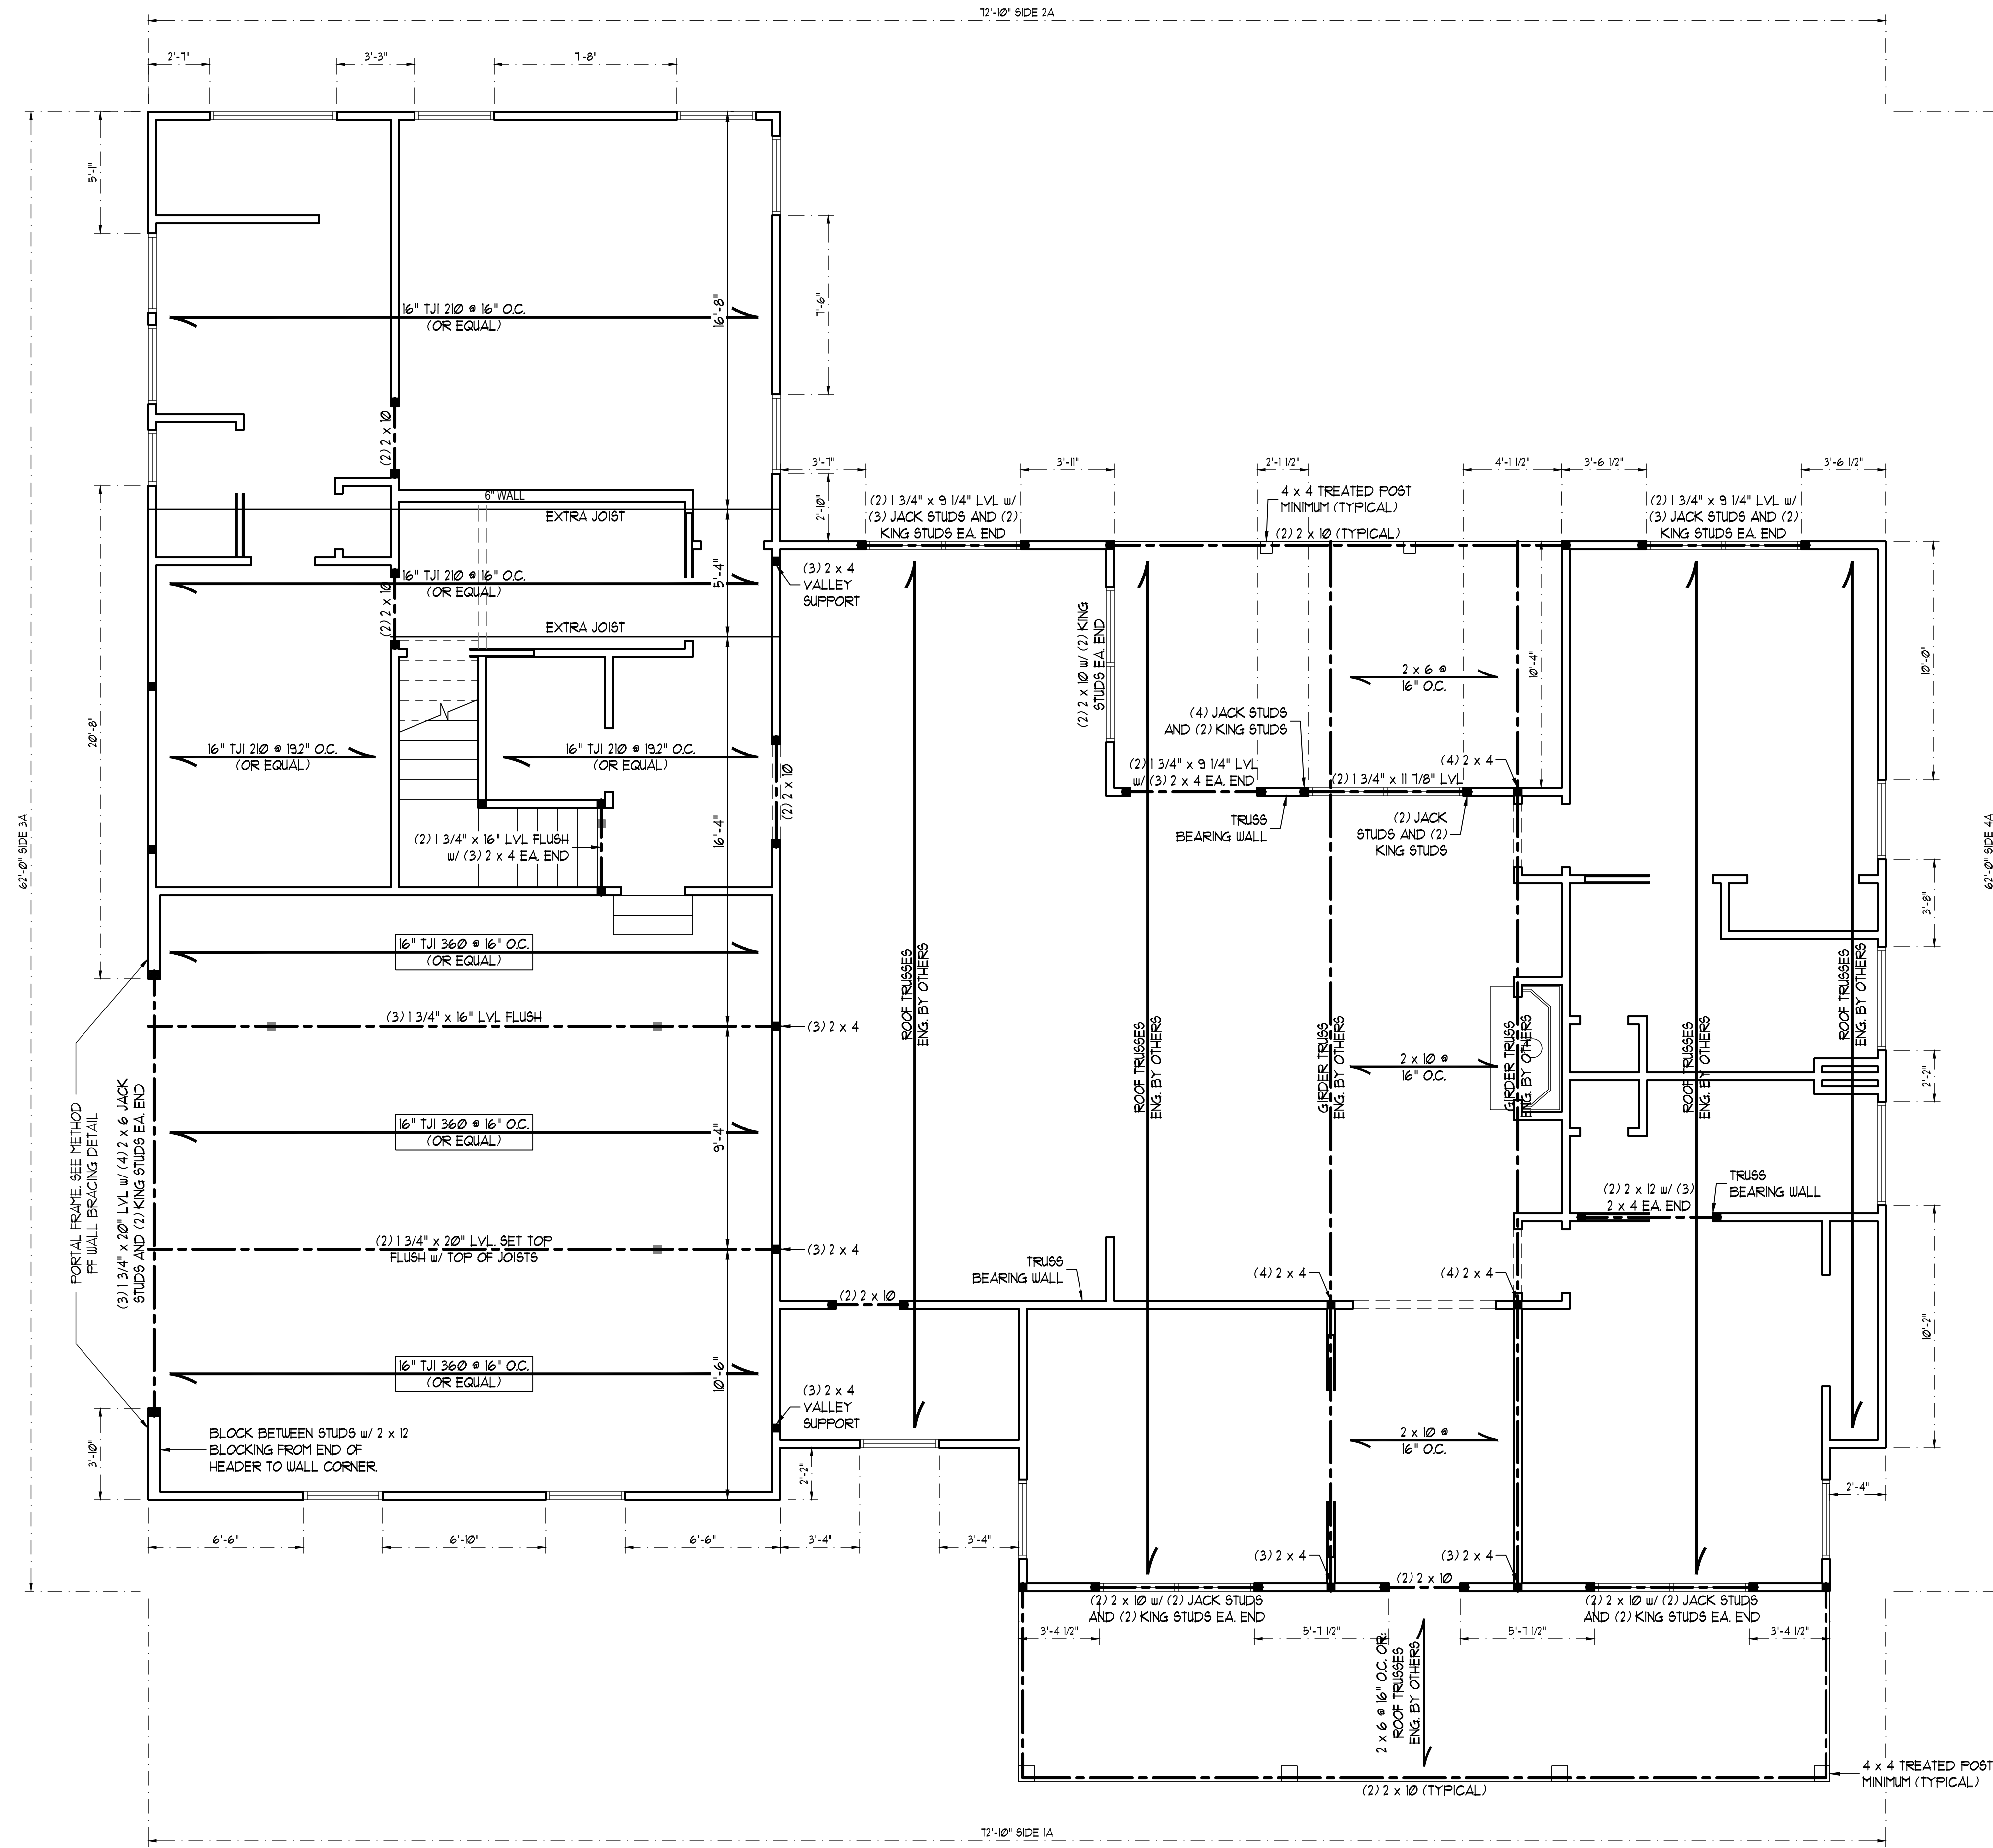 72'-10" SIDE 2A
2'-7"
3'-3"
7'-8"
5'-1"
16" TJI 210 @ 16" O.C.
(OR EQUAL)
16'-8"
7'-6"
(2) 2 x 10
6" WALL
EXTRA JOIST
3'-7"
2'-10"
3'-11"
2'-1 1/2"
4'-1 1/2"
3'-6 1/2"
3'-6 1/2"
(2) 1 3/4" x 9 1/4" LVL w/
(3) JACK STUDS AND (2)
KING STUDS EA. END
4 x 4 TREATED POST
MINIMUM (TYPICAL)
(2) 2 x 10 (TYPICAL)
(2) 1 3/4" x 9 1/4" LVL w/
(3) JACK STUDS AND (2)
KING STUDS EA. END
16" TJI 210 @ 16" O.C.
(OR EQUAL)
5'-4"
(2) 2 x 10
EXTRA JOIST
(3) 2 x 4
VALLEY
SUPPORT
(2) 2 x 10 w/ (2) KING
STUDS EA. END
2 x 6 @
16" O.C.
10'-4"
10'-0"
20'-8"
16" TJI 210 @ 19.2" O.C.
(OR EQUAL)
16" TJI 210 @ 19.2" O.C.
(OR EQUAL)
(2) 2 x 10
(4) JACK STUDS
AND (2) KING STUDS
(2) 1 3/4" x 9 1/4" LVL
w/ (3) 2 x 4 EA. END
(4) 2 x 4
(2) 1 3/4" x 11 7/8" LVL
TRUSS
BEARING WALL
(2) JACK
STUDS AND (2)
KING STUDS
62'-0" SIDE 3A
62'-0" SIDE 4A
(2) 1 3/4" x 16" LVL FLUSH
w/ (3) 2 x 4 EA. END
16'-4"
3'-8"
16" TJI 360 @ 16" O.C.
(OR EQUAL)
ROOF TRUSSES
ENG. BY OTHERS
ROOF TRUSSES
ENG. BY OTHERS
GIRDER TRUSS
ENG. BY OTHERS
GIRDER TRUSS
ENG. BY OTHERS
ROOF TRUSSES
ENG. BY OTHERS
ROOF TRUSSES
ENG. BY OTHERS
(3) 1 3/4" x 16" LVL FLUSH
(3) 2 x 4
2 x 10 @
16" O.C.
2'-2"
PORTAL FRAME. SEE METHOD
PF WALL BRACING DETAIL
(3) 1 3/4" x 20" LVL w/ (4) 2 x 6 JACK
STUDS AND (2) KING STUDS EA. END
16" TJI 360 @ 16" O.C.
(OR EQUAL)
9'-4"
(2) 2 x 12 w/ (3)
2 x 4 EA. END
TRUSS
BEARING WALL
(2) 1 3/4" x 20" LVL. SET TOP
FLUSH w/ TOP OF JOISTS
(3) 2 x 4
TRUSS
BEARING WALL
(4) 2 x 4
(4) 2 x 4
(2) 2 x 10
10'-2"
16" TJI 360 @ 16" O.C.
(OR EQUAL)
10'-6"
(3) 2 x 4
VALLEY
SUPPORT
2 x 10 @
16" O.C.
3'-10"
BLOCK BETWEEN STUDS w/ 2 x 12
BLOCKING FROM END OF
HEADER TO WALL CORNER.
2'-2"
2'-4"
6'-6"
6'-10"
6'-6"
3'-4"
3'-4"
(3) 2 x 4
(3) 2 x 4
(2) 2 x 10
(2) 2 x 10 w/ (2) JACK STUDS
AND (2) KING STUDS EA. END
(2) 2 x 10 w/ (2) JACK STUDS
AND (2) KING STUDS EA. END
3'-4 1/2"
5'-7 1/2"
5'-7 1/2"
3'-4 1/2"
2 x 6 @ 16" O.C. OR:
ROOF TRUSSES
ENG. BY OTHERS
4 x 4 TREATED POST
MINIMUM (TYPICAL)
(2) 2 x 10 (TYPICAL)
72'-10" SIDE 1A